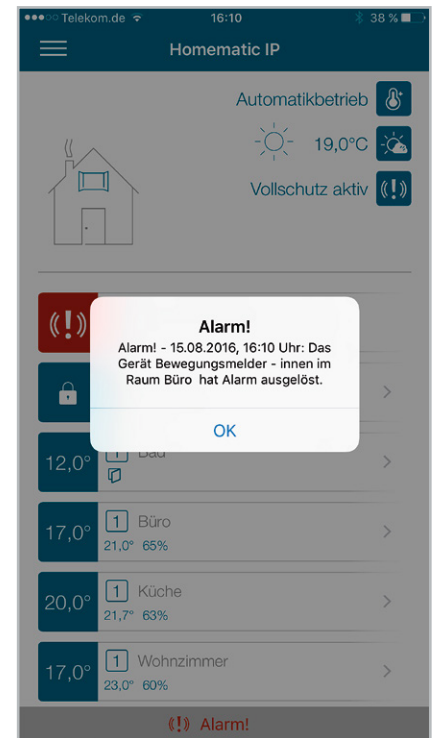 Telekom.de 16:10 38 %
Homematic IP
Automatikbetrieb
19,0°C
Vollschutz aktiv
Alarm!
Alarm! - 15.08.2016, 16:10 Uhr: Das
Gerät Bewegungsmelder - innen im
Raum Büro hat Alarm ausgelöst.
OK
12,0° 1 Bad
17,0° 1 Büro
21,0° 65%
20,0° 1 Küche
21,7° 63%
17,0° 1 Wohnzimmer
23,0° 60%
((!)) Alarm!